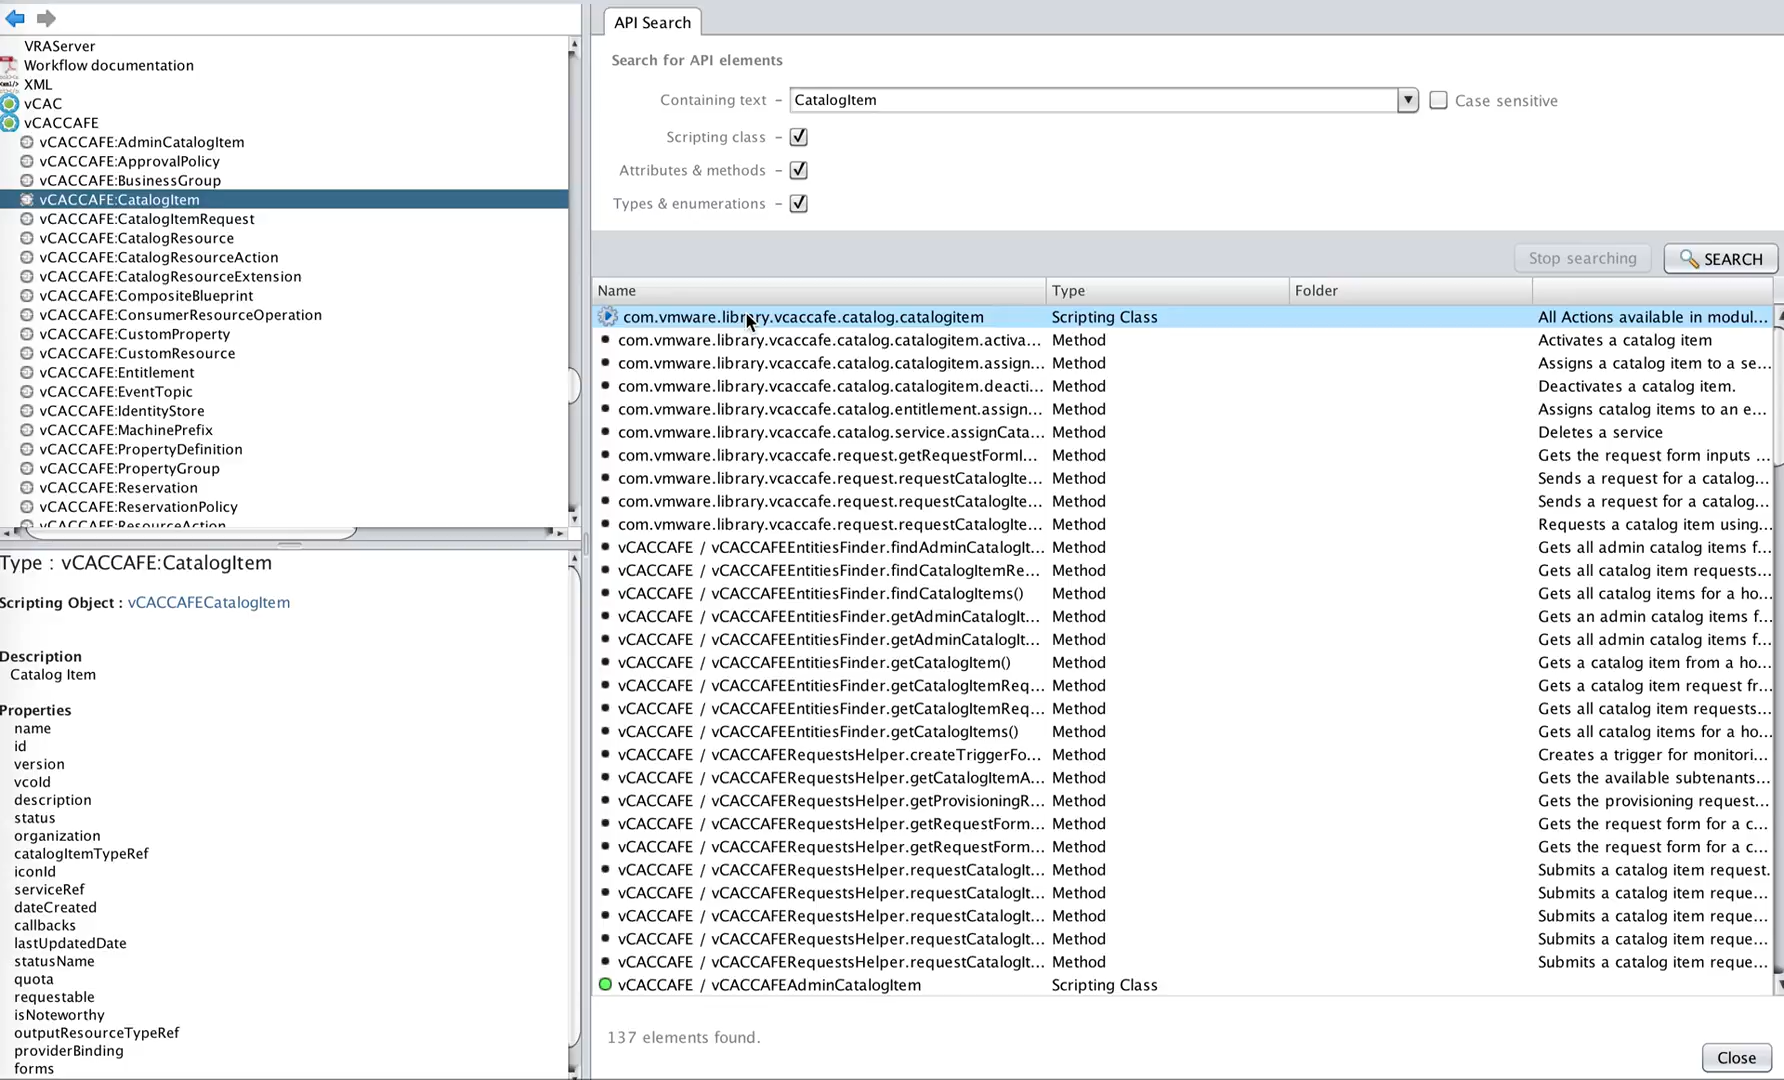 VRAServer
Workflow documentation
XML
vCAC
vCACCAFE
vCACCAFE:AdminCatalogItem
vCACCAFE:ApprovalPolicy
vCACCAFE:BusinessGroup
vCACCAFE:CatalogItem
vCACCAFE:CatalogItemRequest
vCACCAFE:CatalogResource
vCACCAFE:CatalogResourceAction
vCACCAFE:CatalogResourceExtension
vCACCAFE:CompositeBlueprint
vCACCAFE:ConsumerResourceOperation
vCACCAFE:CustomProperty
vCACCAFE:CustomResource
vCACCAFE:Entitlement
vCACCAFE:EventTopic
vCACCAFE:IdentityStore
vCACCAFE:MachinePrefix
vCACCAFE:PropertyDefinition
vCACCAFE:PropertyGroup
vCACCAFE:Reservation
vCACCAFE:ReservationPolicy
vCACCAFE:ResourceAction
Type : vCACCAFE:CatalogItem
Scripting Object : vCACCAFECatalogItem
Description
Catalog Item
Properties
name
id
version
vcoId
description
status
organization
catalogItemTypeRef
iconId
serviceRef
dateCreated
callbacks
lastUpdatedDate
statusName
quota
requestable
isNoteworthy
outputResourceTypeRef
providerBinding
forms
API Search
Search for API elements
Containing text - CatalogItem Case sensitive
Scripting class -
Attributes & methods -
Types & enumerations -
Stop searching SEARCH
Name Type Folder
com.vmware.library.vcaccafe.catalog.catalogitem Scripting Class All Actions available in modul...
com.vmware.library.vcaccafe.catalog.catalogitem.activa... Method Activates a catalog item
com.vmware.library.vcaccafe.catalog.catalogitem.assign... Method Assigns a catalog item to a se...
com.vmware.library.vcaccafe.catalog.catalogitem.deacti... Method Deactivates a catalog item.
com.vmware.library.vcaccafe.catalog.entitlement.assign... Method Assigns catalog items to an e...
com.vmware.library.vcaccafe.catalog.service.assignCata... Method Deletes a service
com.vmware.library.vcaccafe.request.getRequestFormI... Method Gets the request form inputs ...
com.vmware.library.vcaccafe.request.requestCatalogIte... Method Sends a request for a catalog...
com.vmware.library.vcaccafe.request.requestCatalogIte... Method Sends a request for a catalog...
com.vmware.library.vcaccafe.request.requestCatalogIte... Method Requests a catalog item using...
vCACCAFE / vCACCAFEEntitiesFinder.findAdminCatalogIt... Method Gets all admin catalog items f...
vCACCAFE / vCACCAFEEntitiesFinder.findCatalogItemRe... Method Gets all catalog item requests...
vCACCAFE / vCACCAFEEntitiesFinder.findCatalogItems() Method Gets all catalog items for a ho...
vCACCAFE / vCACCAFEEntitiesFinder.getAdminCatalogIt... Method Gets an admin catalog items f...
vCACCAFE / vCACCAFEEntitiesFinder.getAdminCatalogIt... Method Gets all admin catalog items f...
vCACCAFE / vCACCAFEEntitiesFinder.getCatalogItem() Method Gets a catalog item from a ho...
vCACCAFE / vCACCAFEEntitiesFinder.getCatalogItemReq... Method Gets a catalog item request fr...
vCACCAFE / vCACCAFEEntitiesFinder.getCatalogItemReq... Method Gets all catalog item requests...
vCACCAFE / vCACCAFEEntitiesFinder.getCatalogItems() Method Gets all catalog items for a ho...
vCACCAFE / vCACCAFERequestsHelper.createTriggerFo... Method Creates a trigger for monitori...
vCACCAFE / vCACCAFERequestsHelper.getCatalogItemA... Method Gets the available subtenants...
vCACCAFE / vCACCAFERequestsHelper.getProvisioningR... Method Gets the provisioning request...
vCACCAFE / vCACCAFERequestsHelper.getRequestForm... Method Gets the request form for a c...
vCACCAFE / vCACCAFERequestsHelper.getRequestForm... Method Gets the request form for a c...
vCACCAFE / vCACCAFERequestsHelper.requestCatalogIt... Method Submits a catalog item request.
vCACCAFE / vCACCAFERequestsHelper.requestCatalogIt... Method Submits a catalog item reque...
vCACCAFE / vCACCAFERequestsHelper.requestCatalogIt... Method Submits a catalog item reque...
vCACCAFE / vCACCAFERequestsHelper.requestCatalogIt... Method Submits a catalog item reque...
vCACCAFE / vCACCAFERequestsHelper.requestCatalogIt... Method Submits a catalog item reque...
vCACCAFE / vCACCAFEAdminCatalogItem Scripting Class
137 elements found.
Close